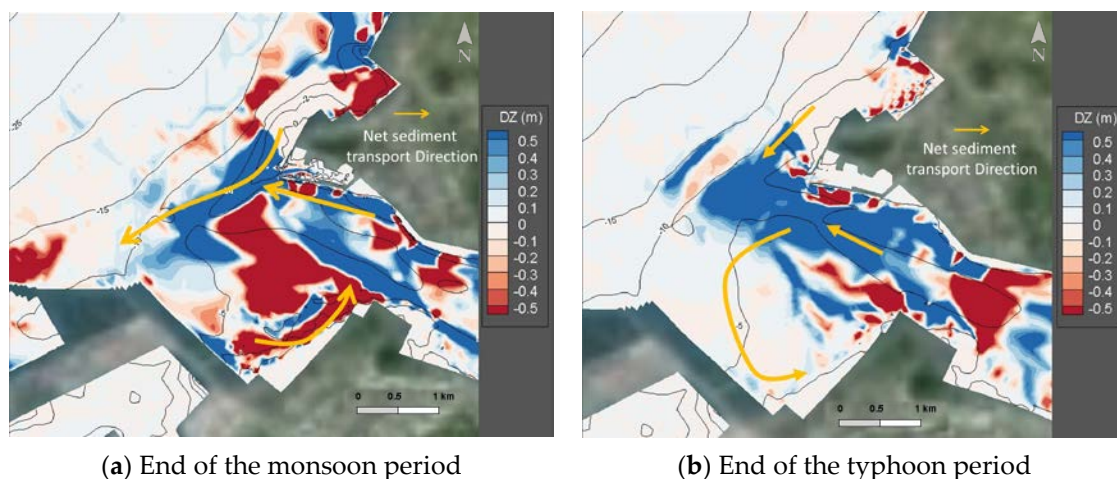 N
DZ (m)
0.5
0.4
0.3
0.2
0.1
0
-0.1
-0.2
-0.3
-0.4
-0.5
Net sediment
transport Direction
-25
-15
-2
0
-5
0 0.5 1 km
(a) End of the monsoon period
N
DZ (m)
0.5
0.4
0.3
0.2
0.1
0
-0.1
-0.2
-0.3
-0.4
-0.5
Net sediment
transport Direction
-15
-10
-5
0 0.5 1 km
(b) End of the typhoon period